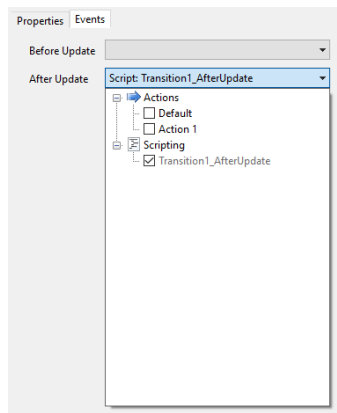 Properties Events
Before Update
After Update Script: Transition1_AfterUpdate
Actions
Default
Action 1
Scripting
Transition1_AfterUpdate